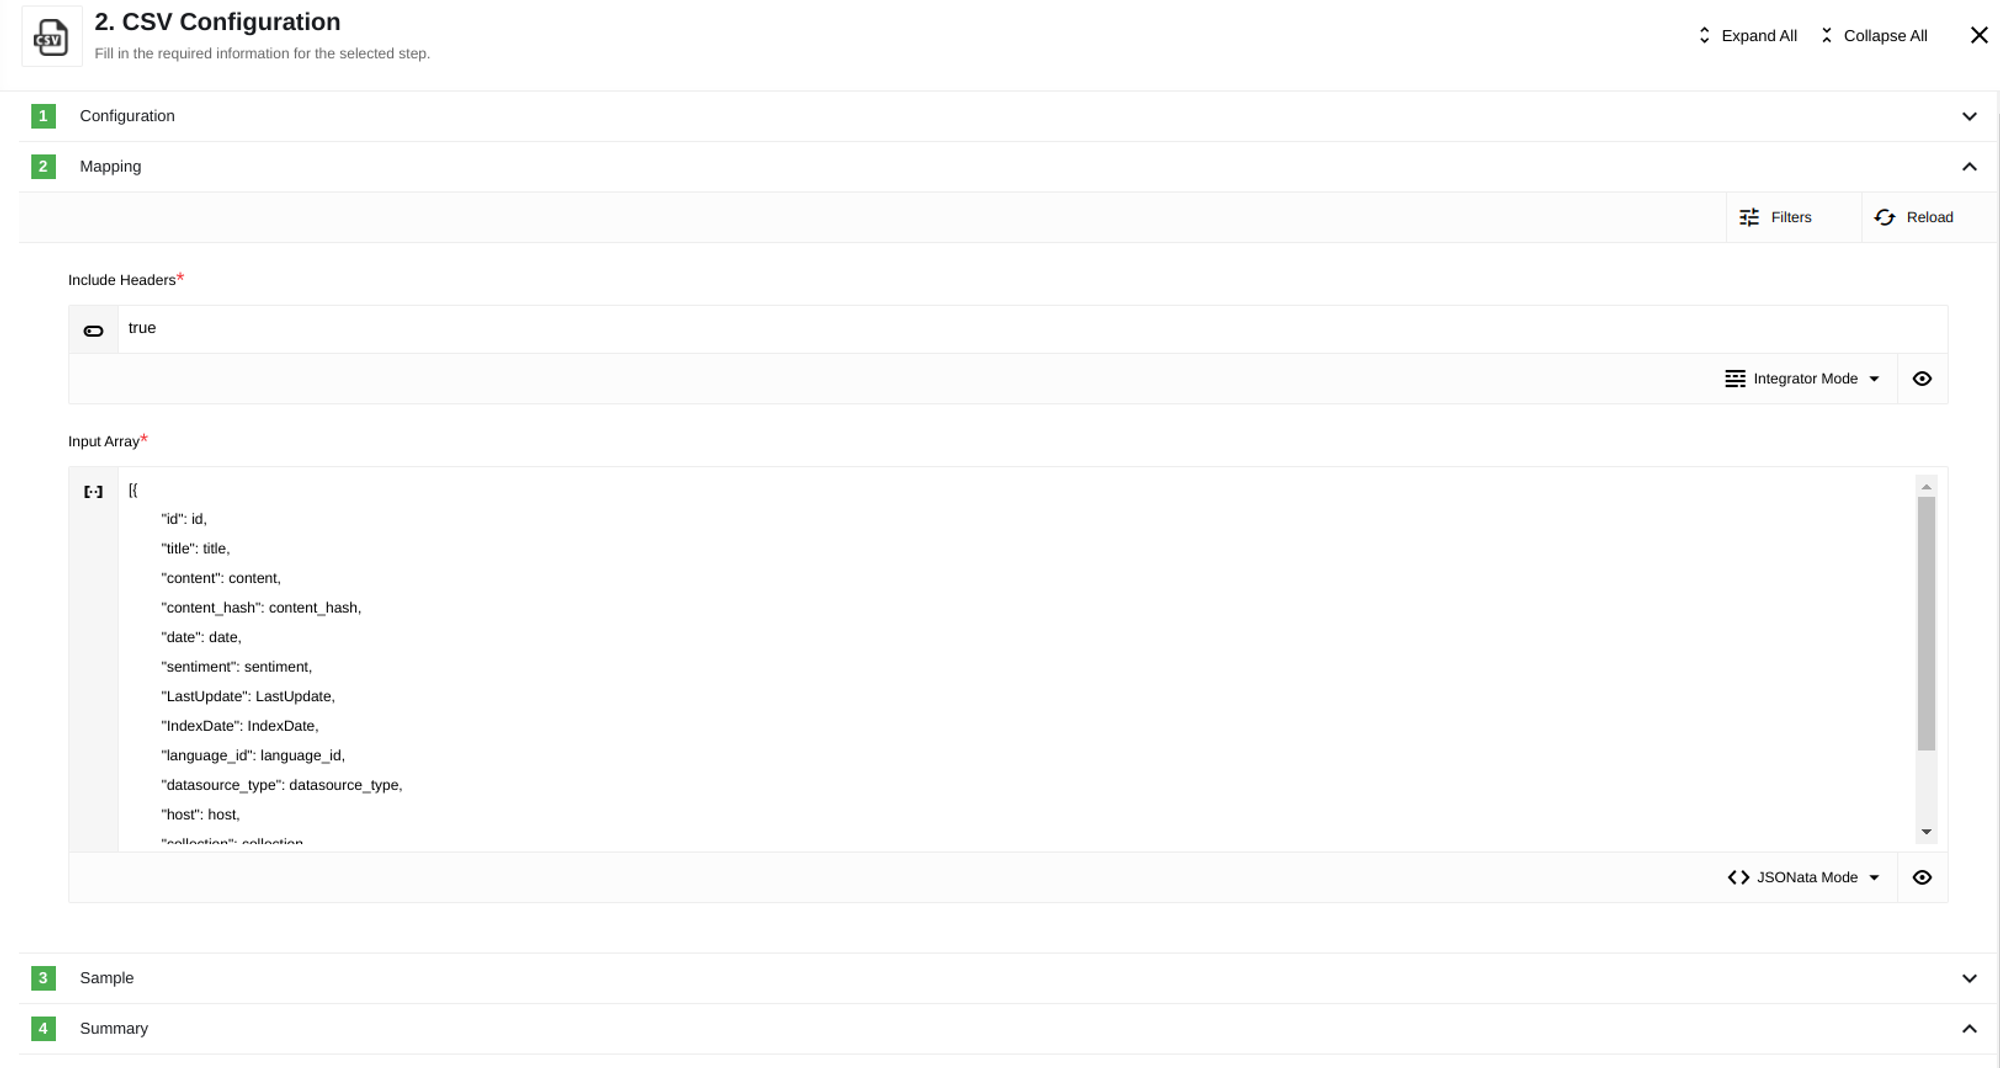 CSV
2. CSV Configuration
Fill in the required information for the selected step.
Expand All
Collapse All
1 Configuration
2 Mapping
Filters
Reload
Include Headers*
true
Integrator Mode
Input Array*
[{
"id": id,
"title": title,
"content": content,
"content_hash": content_hash,
"date": date,
"sentiment": sentiment,
"LastUpdate": LastUpdate,
"IndexDate": IndexDate,
"language_id": language_id,
"datasource_type": datasource_type,
"host": host,
"collection": collection
JSONata Mode
3 Sample
4 Summary